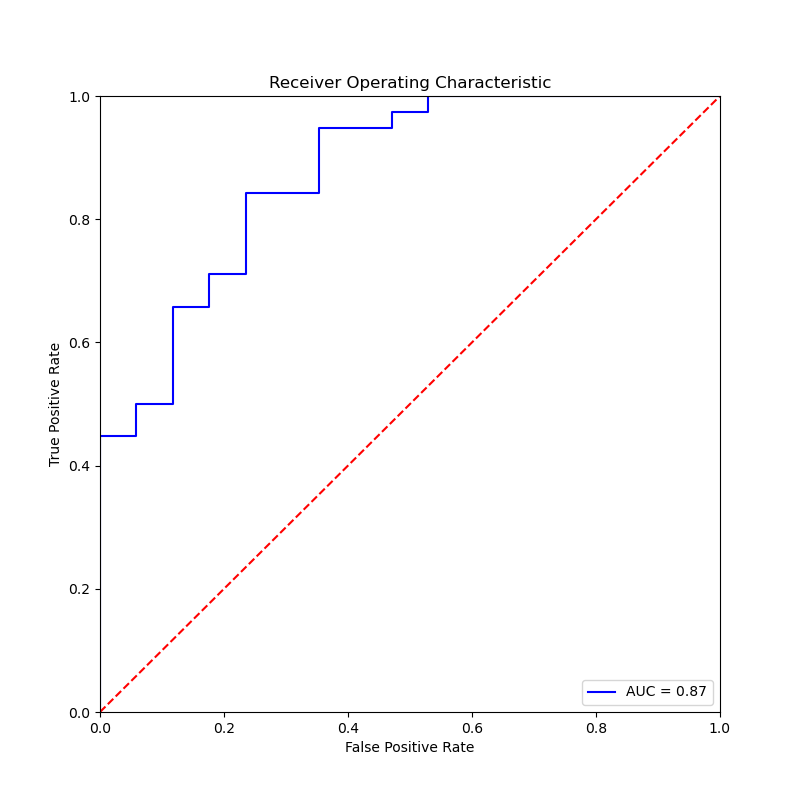 Receiver Operating Characteristic
True Positive Rate
1.0
0.8
0.6
0.4
0.2
0.0
AUC = 0.87
0.0 0.2 0.4 0.6 0.8 1.0
False Positive Rate